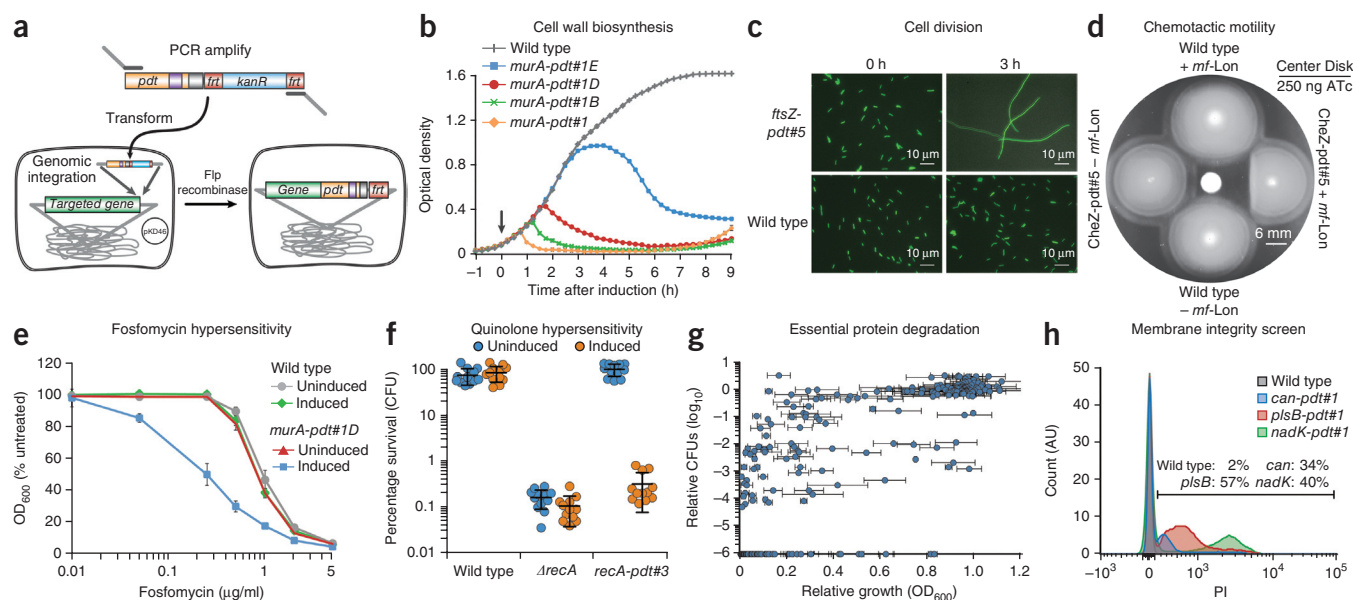 a
PCR amplify
pdt
frt
kanR
frt
Transform
Genomic
integration
Targeted gene
pKD46
Flp
recombinase
Gene
pdt
frt
b
Cell wall biosynthesis
Wild type
murA-pdt#1E
murA-pdt#1D
murA-pdt#1B
murA-pdt#1
Optical density
1.6
1.2
0.8
0.4
0
–1 0 1 2 3 4 5 6 7 8 9
Time after induction (h)
c
Cell division
0 h
3 h
ftsZ-
pdt#5
10 μm
10 μm
Wild type
10 μm
10 μm
d
Chemotactic motility
Wild type
+ mf-Lon
Center Disk
250 ng ATc
CheZ-pdt#5 – mf-Lon
CheZ-pdt#5 + mf-Lon
6 mm
Wild type
– mf-Lon
e
Fosfomycin hypersensitivity
Wild type
Uninduced
Induced
murA-pdt#1D
Uninduced
Induced
OD600 (% untreated)
120
100
80
60
40
20
0
0.01 0.1 1 5
Fosfomycin (μg/ml)
f
Quinolone hypersensitivity
Uninduced
Induced
Percentage survival (CFU)
100
10
1
0.1
0.01
Wild type
ΔrecA
recA-pdt#3
g
Essential protein degradation
Relative CFUs (log10)
1
0
–1
–2
–3
–4
–5
–6
0 0.2 0.4 0.6 0.8 1.0 1.2
Relative growth (OD600)
h
Membrane integrity screen
Wild type
can-pdt#1
plsB-pdt#1
nadK-pdt#1
Wild type: 2% can: 34%
plsB: 57% nadK: 40%
Count (AU)
50
40
30
20
10
0
–10³ 0 10³ 10⁴ 10⁵
PI